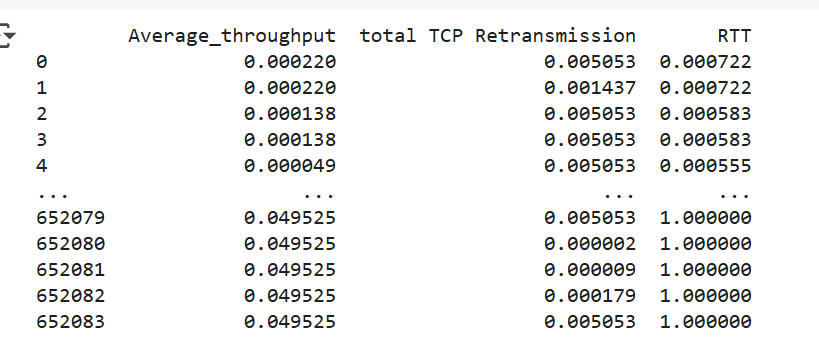 Average_throughput total TCP Retransmission RTT
0 0.000220 0.005053 0.000722
1 0.000220 0.001437 0.000722
2 0.000138 0.005053 0.000583
3 0.000138 0.005053 0.000583
4 0.000049 0.005053 0.000555
... ... ... ...
652079 0.049525 0.005053 1.000000
652080 0.049525 0.000002 1.000000
652081 0.049525 0.000009 1.000000
652082 0.049525 0.000179 1.000000
652083 0.049525 0.005053 1.000000